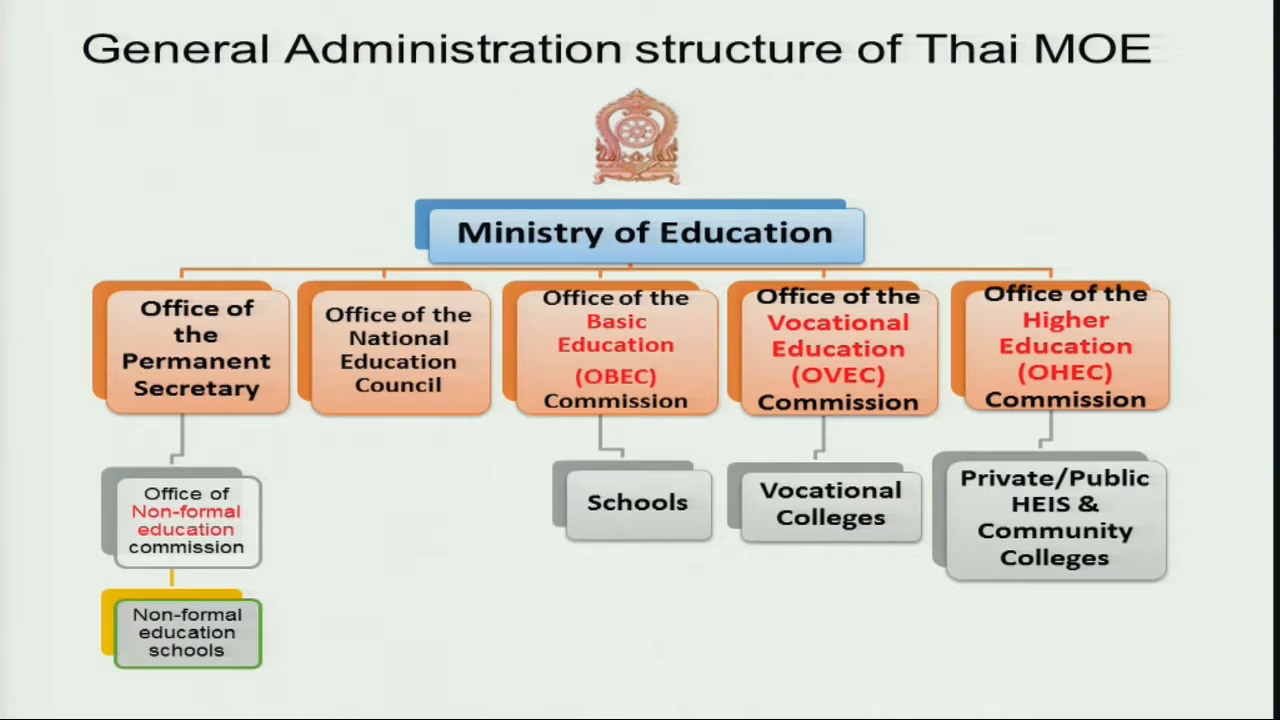 General Administration structure of Thai MOE
Ministry of Education
Office of
the
Permanent
Secretary
Office of the
National
Education
Council
Office of the
Basic
Education
(OBEC)
Commission
Office of the
Vocational
Education
(OVEC)
Commission
Office of the
Higher
Education
(OHEC)
Commission
Office of
Non-formal
education
commission
Schools
Vocational
Colleges
Private/Public
HEIS &
Community
Colleges
Non-formal
education
schools